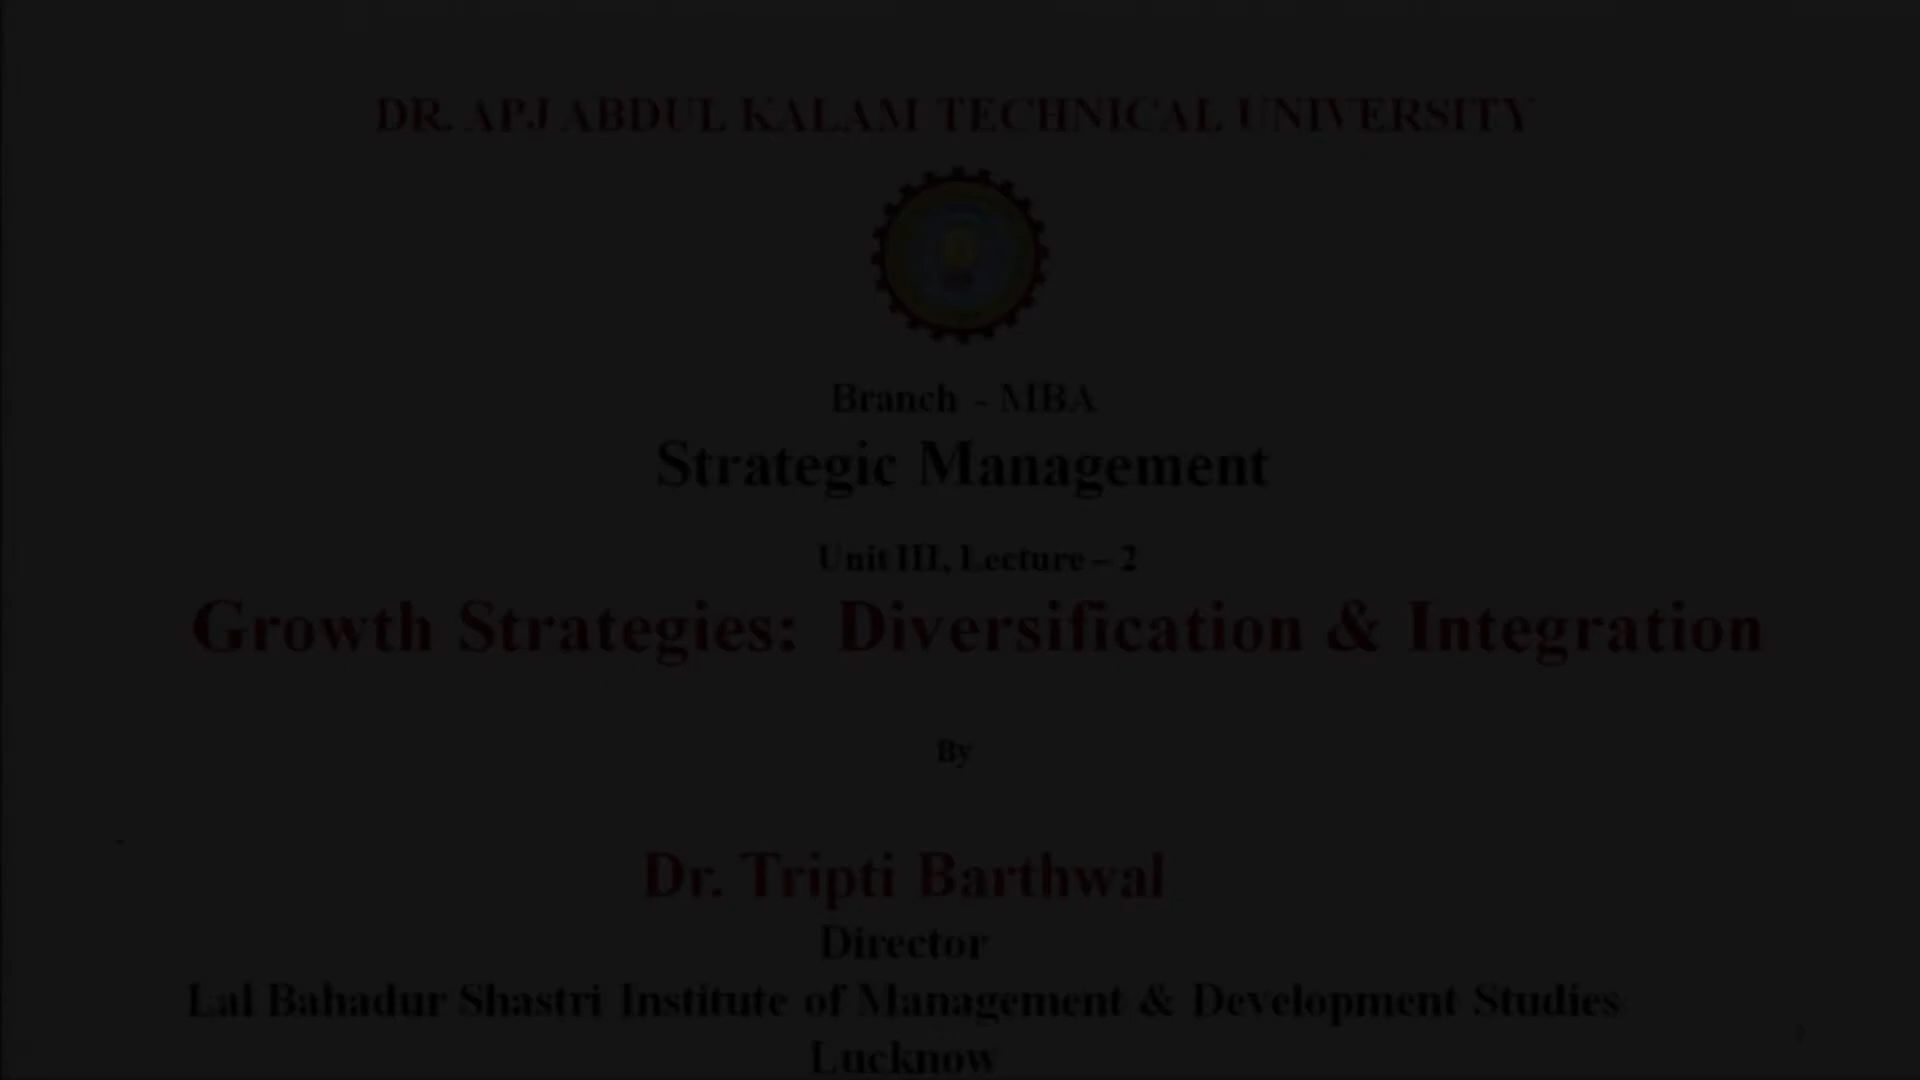 DR. APJ ABDUL KALAM TECHNICAL UNIVERSITY
Branch - MBA
Strategic Management
Unit III, Lecture – 2
Growth Strategies: Diversification & Integration
By
Dr. Tripti Barthwal
Director
Lal Bahadur Shastri Institute of Management & Development Studies
Lucknow